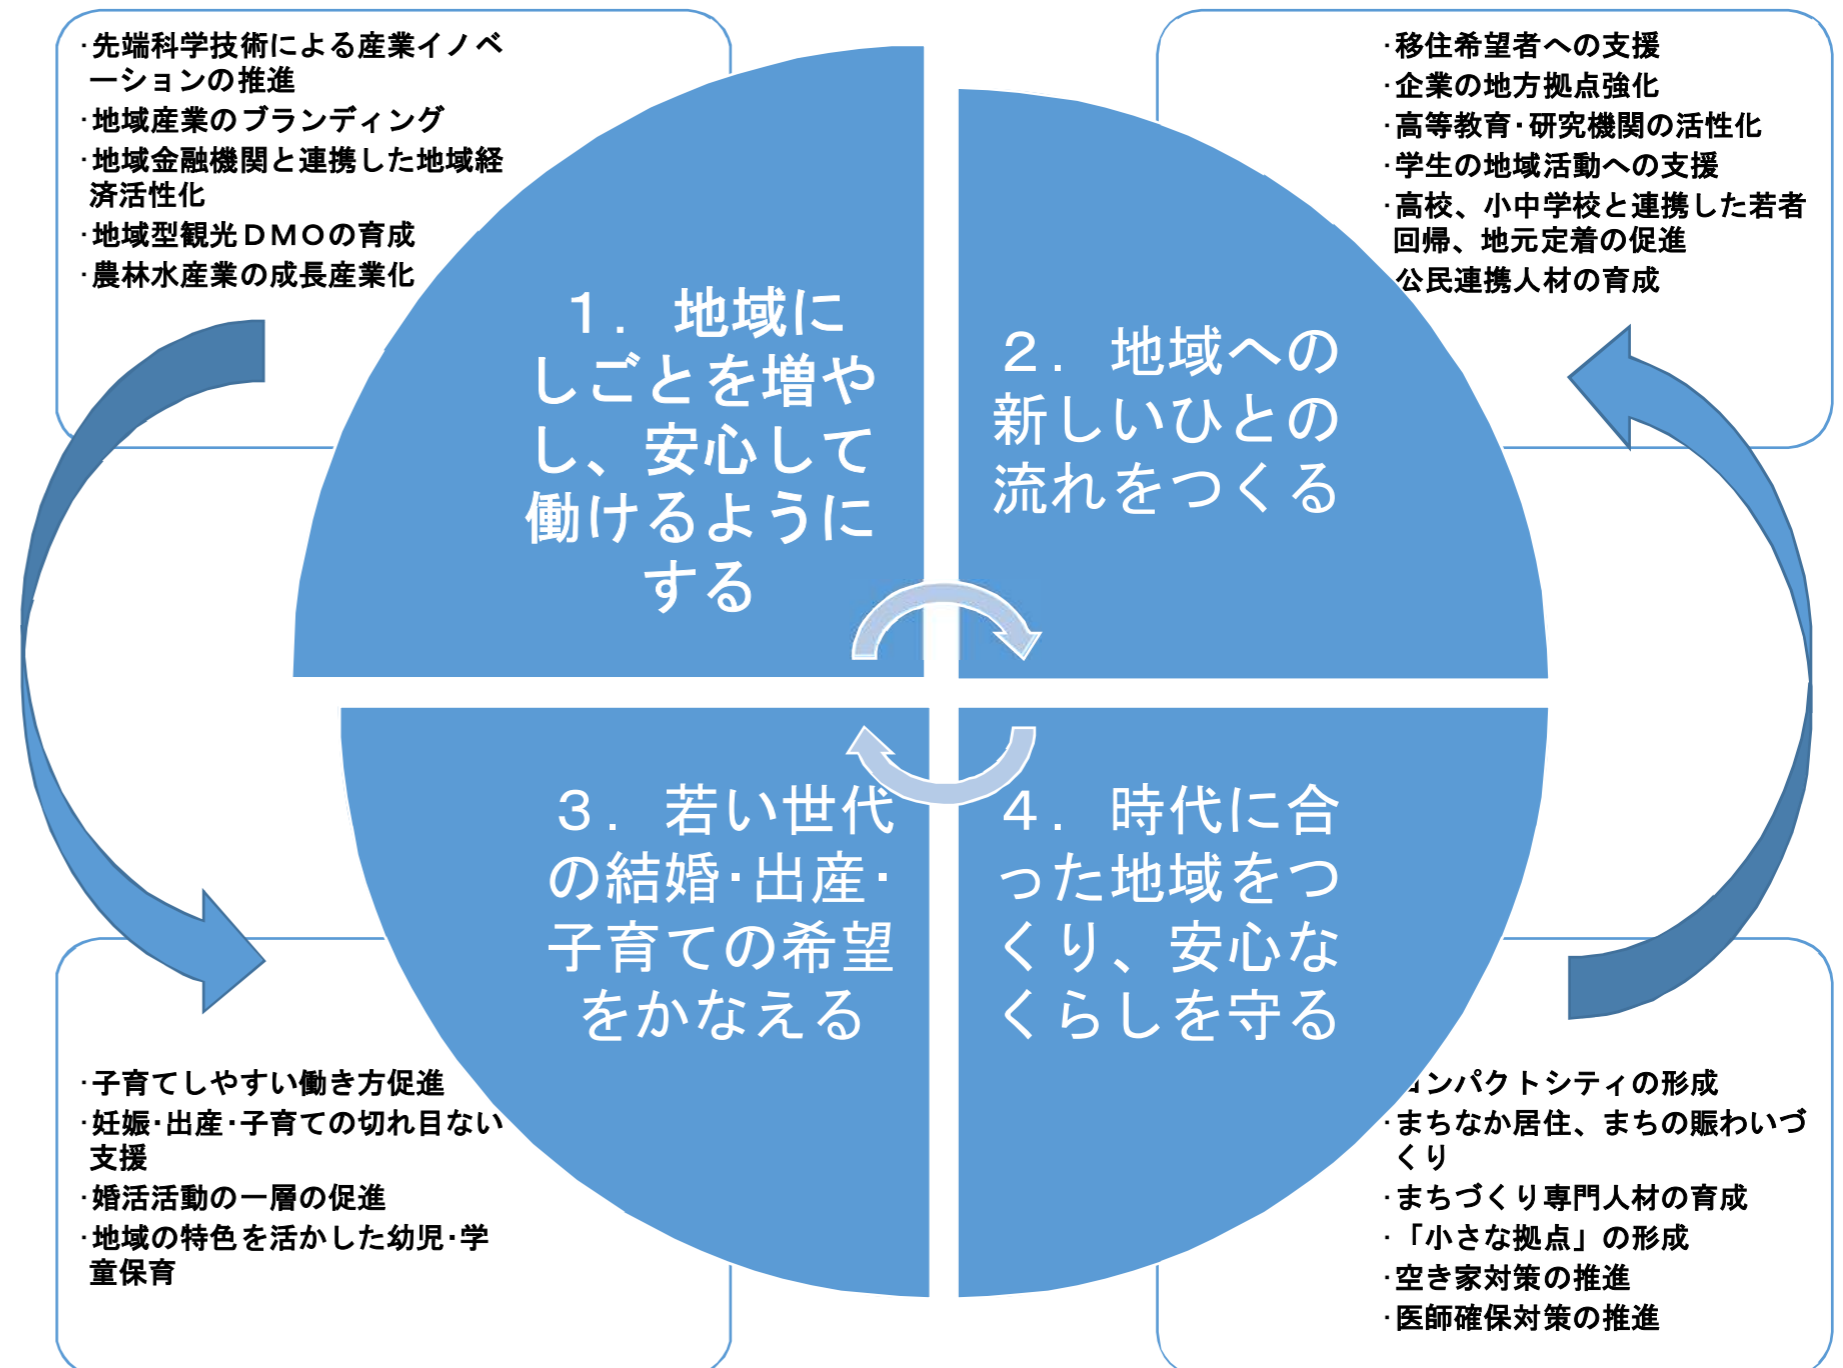 ·先端科学技術による産業イノベ
ーションの推進
·地域産業のブランディング
·地域金融機関と連携した地域経
済活性化
·地域型観光ＤＭＯの育成
·農林水産業の成長産業化
·移住希望者への支援
·企業の地方拠点強化
·高等教育･研究機関の活性化
·学生の地域活動への支援
·高校、小中学校と連携した若者
回帰、地元定着の促進
公民連携人材の育成
１．地域に
しごとを増や
し、安心して
働けるように
する
２．地域への
新しいひとの
流れをつくる
３．若い世代
の結婚･出産･
子育ての希望
をかなえる
４．時代に合
った地域をつ
くり、安心な
くらしを守る
·子育てしやすい働き方促進
·妊娠･出産･子育ての切れ目ない
支援
·婚活活動の一層の促進
·地域の特色を活かした幼児･学
童保育
コンパクトシティの形成
·まちなか居住、まちの賑わいづ
くり
·まちづくり専門人材の育成
·「小さな拠点」の形成
·空き家対策の推進
·医師確保対策の推進